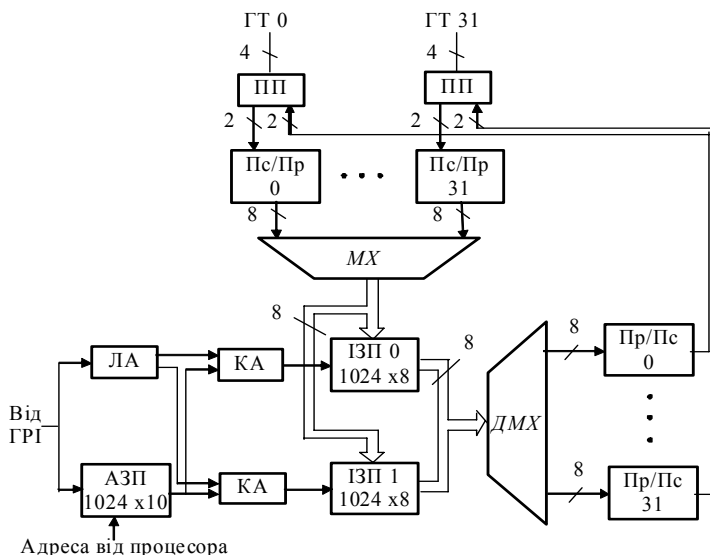 ГТ 0
ГТ 31
4
4
ПП
ПП
2
2
2
2
Пс/Пр
0
• • •
Пс/Пр
31
8
8
МХ
8
ЛА
КА
ІЗП 0
1024 x8
8
8
Пр/Пс
0
Від
ГРІ
ДМХ
АЗП
1024 x10
КА
ІЗП 1
1024 x8
8
Пр/Пс
31
Адреса від процесора